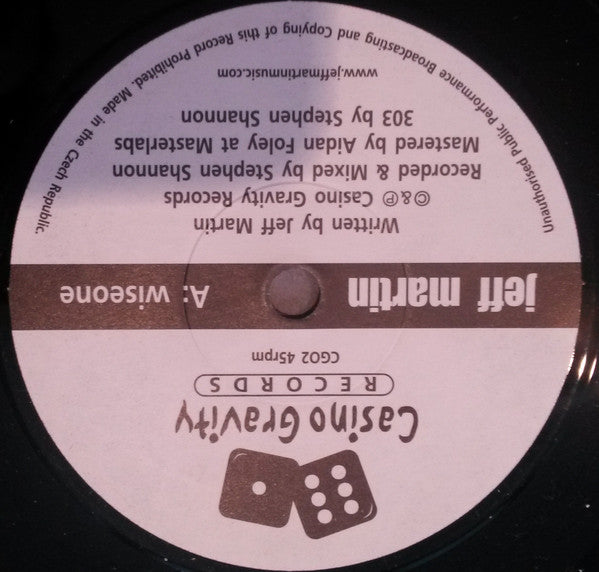 Casino Gravity
RECORDS
CG02 45rpm
jeff martin
A: wiseone
Written by Jeff Martin
©&℗ Casino Gravity Records
Recorded & Mixed by Stephen Shannon
Mastered by Aidan Foley at Masterlabs
303 by Stephen Shannon
www.jeffmartinmusic.com
Unauthorised Public Performance Broadcasting and Copying of this Record Prohibited. Made in the Czech Republic.